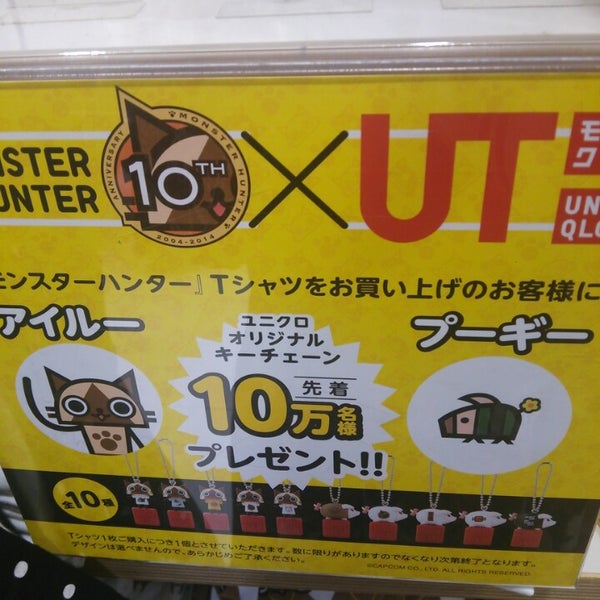 NSTER
HUNTER
ANNIVERSARY
MONSTER HUNTER
10TH
2004-2014
×
UT
モ
ク
UN
QLO
モンスターハンター』Tシャツをお買い上げのお客様に
アイルー
プーギー
ユニクロ
オリジナル
キーチェーン
先着
10万名様
プレゼント!!
全10種
Tシャツ1枚ご購入につき1個とさせていただきます。数に限りがありますのでなくなり次第終了となります。
デザインは選べませんので、あらかじめご了承ください。
©CAPCOM CO., LTD. ALL RIGHTS RESERVED.